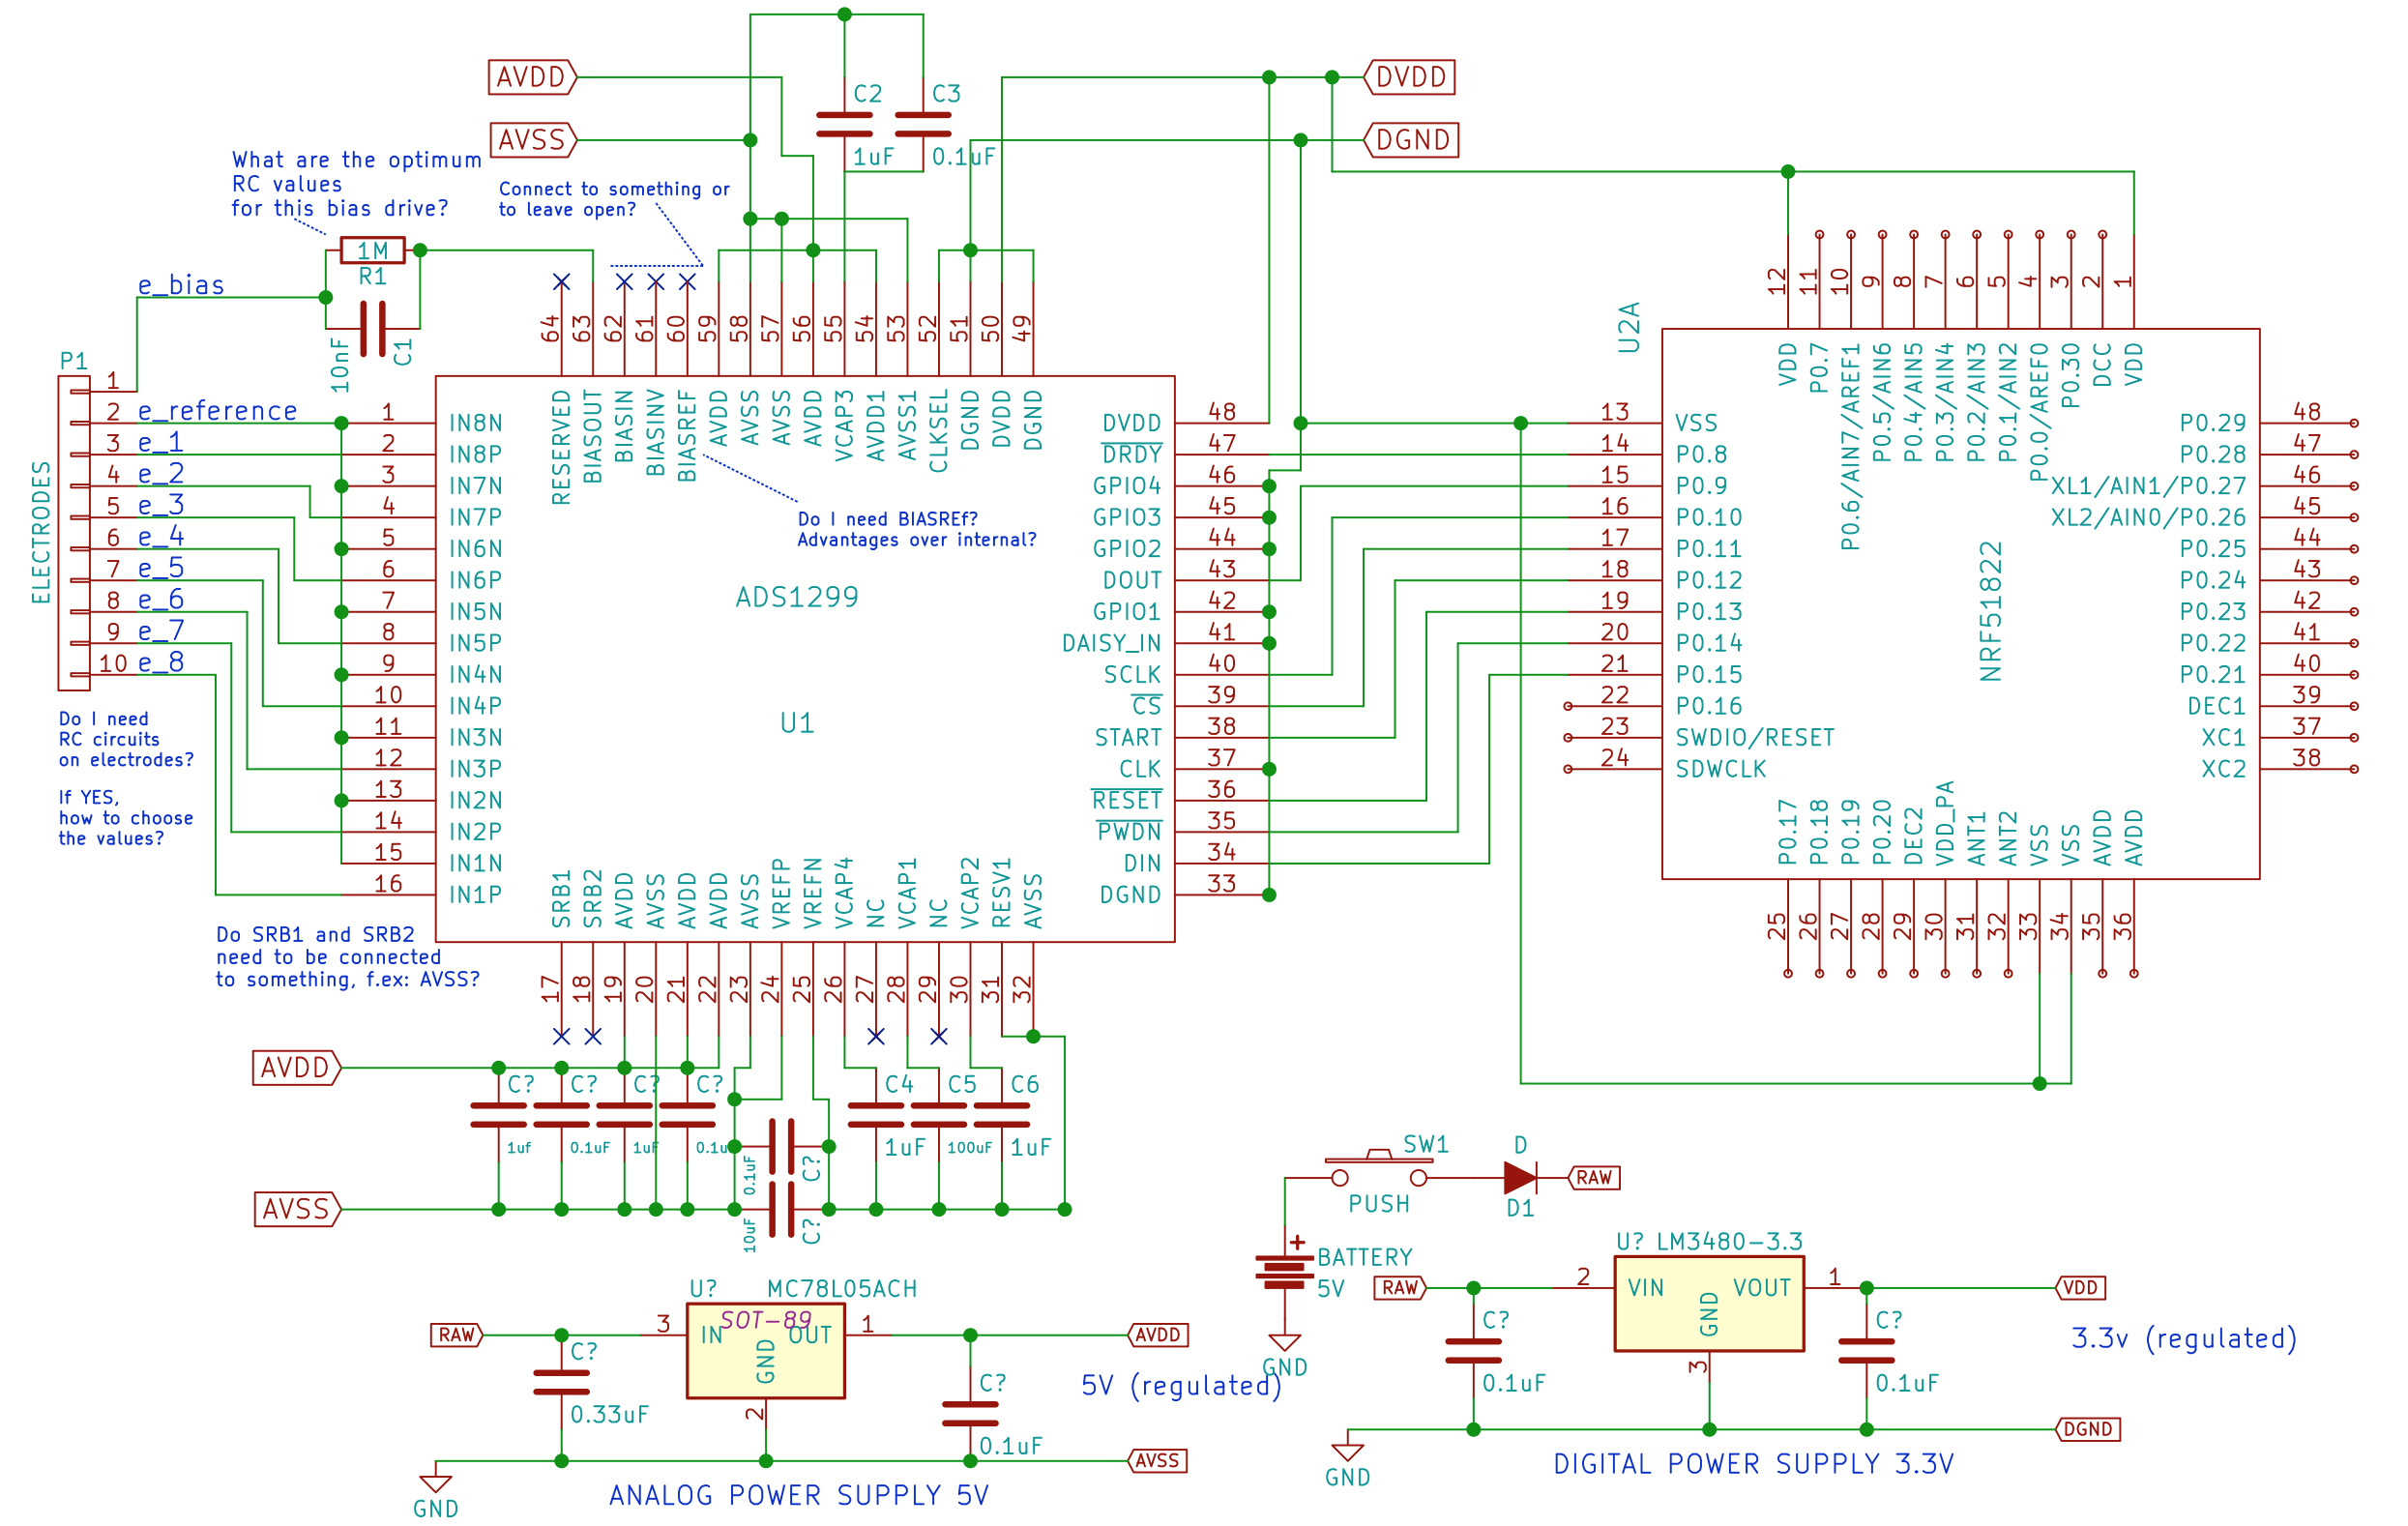 AVDD
AVSS
C2
1uF
C3
0.1uF
DVDD
DGND
What are the optimum
RC values
for this bias drive?
Connect to something or
to leave open?
1M
R1
10nF
C1
e_bias
P1
ELECTRODES
1
2
3
4
5
6
7
8
9
10
e_reference
e_1
e_2
e_3
e_4
e_5
e_6
e_7
e_8
Do I need
RC circuits
on electrodes?
If YES,
how to choose
the values?
Do SRB1 and SRB2
need to be connected
to something, f.ex: AVSS?
64 RESERVED
63 BIASOUT
62 BIASIN
61 BIASINV
60 BIASREF
59 AVDD
58 AVSS
57 AVSS
56 AVDD
55 VCAP3
54 AVDD1
53 AVSS1
52 CLKSEL
51 DGND
50 DVDD
49 DGND
1 IN8N
2 IN8P
3 IN7N
4 IN7P
5 IN6N
6 IN6P
7 IN5N
8 IN5P
9 IN4N
10 IN4P
11 IN3N
12 IN3P
13 IN2N
14 IN2P
15 IN1N
16 IN1P
Do I need BIASREf?
Advantages over internal?
ADS1299
U1
DVDD 48
DRDY 47
GPIO4 46
GPIO3 45
GPIO2 44
DOUT 43
GPIO1 42
DAISY_IN 41
SCLK 40
CS 39
START 38
CLK 37
RESET 36
PWDN 35
DIN 34
DGND 33
SRB1 17
SRB2 18
AVDD 19
AVSS 20
AVDD 21
AVDD 22
AVSS 23
VREFP 24
VREFN 25
VCAP4 26
NC 27
VCAP1 28
NC 29
VCAP2 30
RESV1 31
AVSS 32
U2A
NRF51822
12 VDD
11 P0.7
10 P0.6/AIN7/AREF1
9 P0.5/AIN6
8 P0.4/AIN5
7 P0.3/AIN4
6 P0.2/AIN3
5 P0.1/AIN2
4 P0.0/AREF0
3 P0.30
2 DCC
1 VDD
13 VSS
14 P0.8
15 P0.9
16 P0.10
17 P0.11
18 P0.12
19 P0.13
20 P0.14
21 P0.15
22 P0.16
23 SWDIO/RESET
24 SDWCLK
P0.29 48
P0.28 47
XL1/AIN1/P0.27 46
XL2/AIN0/P0.26 45
P0.25 44
P0.24 43
P0.23 42
P0.22 41
P0.21 40
DEC1 39
XC1 37
XC2 38
P0.17 25
P0.18 26
P0.19 27
P0.20 28
DEC2 29
VDD_PA 30
ANT1 31
ANT2 32
VSS 33
VSS 34
AVDD 35
AVDD 36
AVDD
AVSS
C?
1uf
C?
0.1uF
C?
1uF
C?
0.1u
0.1uF
C?
10uF
C?
C4
1uF
C5
100uF
C6
1uF
SW1
PUSH
D
D1
RAW
+
BATTERY
5V
GND
U? MC78L05ACH
SOT-89
RAW
3 IN
OUT 1
GND
2
AVDD
C?
0.33uF
C?
0.1uF
5V (regulated)
AVSS
GND
ANALOG POWER SUPPLY 5V
U? LM3480-3.3
RAW
2 VIN
VOUT 1
GND
3
VDD
C?
0.1uF
C?
0.1uF
3.3v (regulated)
DGND
GND
DIGITAL POWER SUPPLY 3.3V